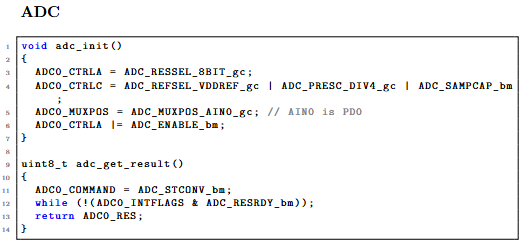 ADC
1 void adc_init()
2 {
3 ADC0_CTRLA = ADC_RESSEL_8BIT_gc;
4 ADC0_CTRLC = ADC_REFSEL_VDDREF_gc | ADC_PRESC_DIV4_gc | ADC_SAMPCAP_bm
;
5 ADC0_MUXPOS = ADC_MUXPOS_AIN0_gc; // AIN0 is PD0
6 ADC0_CTRLA |= ADC_ENABLE_bm;
7 }
8
9 uint8_t adc_get_result()
10 {
11 ADC0_COMMAND = ADC_STCONV_bm;
12 while (!(ADC0_INTFLAGS & ADC_RESRDY_bm));
13 return ADC0_RES;
14 }